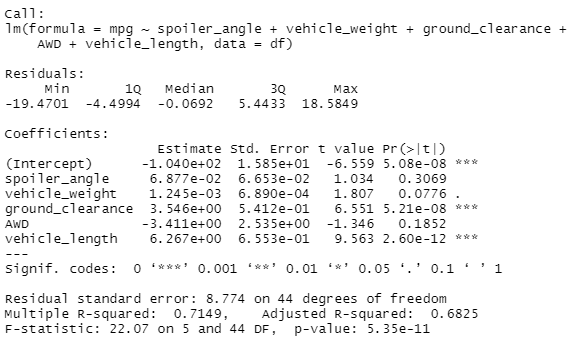 Call:
lm(formula = mpg ~ spoiler_angle + vehicle_weight + ground_clearance +
    AWD + vehicle_length, data = df)

Residuals:
     Min       1Q   Median       3Q      Max
-19.4701  -4.4994  -0.0692   5.4433  18.5849

Coefficients:
                   Estimate Std. Error t value Pr(>|t|)
(Intercept)      -1.040e+02  1.585e+01  -6.559 5.08e-08 ***
spoiler_angle     6.877e-02  6.653e-02   1.034   0.3069
vehicle_weight    1.245e-03  6.890e-04   1.807   0.0776 .
ground_clearance  3.546e+00  5.412e-01   6.551 5.21e-08 ***
AWD              -3.411e+00  2.535e+00  -1.346   0.1852
vehicle_length    6.267e+00  6.553e-01   9.563 2.60e-12 ***
---
Signif. codes:  0 ‘***’ 0.001 ‘**’ 0.01 ‘*’ 0.05 ‘.’ 0.1 ‘ ’ 1

Residual standard error: 8.774 on 44 degrees of freedom
Multiple R-squared:  0.7149,    Adjusted R-squared:  0.6825
F-statistic: 22.07 on 5 and 44 DF,  p-value: 5.35e-11